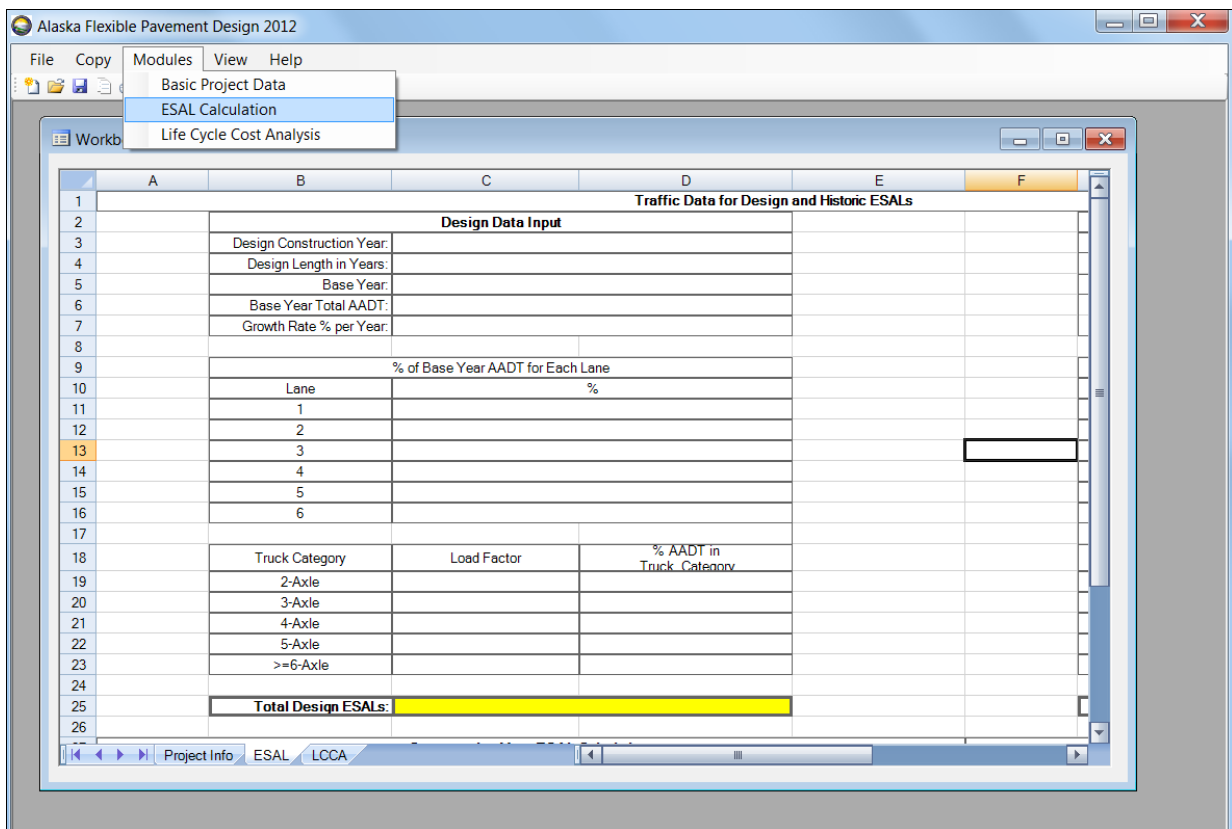 Alaska Flexible Pavement Design 2012
File Copy Modules View Help
Basic Project Data
ESAL Calculation
Life Cycle Cost Analysis
Workb
A B C D E F
1 Traffic Data for Design and Historic ESALs
2 Design Data Input
3 Design Construction Year:
4 Design Length in Years:
5 Base Year:
6 Base Year Total AADT:
7 Growth Rate % per Year:
8
9 % of Base Year AADT for Each Lane
10 Lane %
11 1
12 2
13 3
14 4
15 5
16 6
17
18 Truck Category Load Factor % AADT in
Truck Category
19 2-Axle
20 3-Axle
21 4-Axle
22 5-Axle
23 >=6-Axle
24
25 Total Design ESALs:
26
Project Info ESAL LCCA